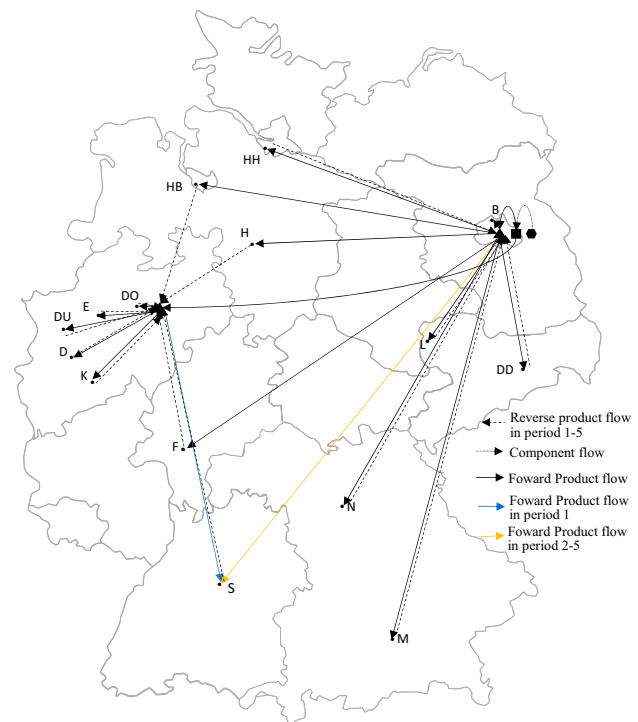 HH
HB
B
H
DO
E
DU
D
K
L
DD
F
N
S
M
Reverse product flow
in period 1-5
Component flow
Foward Product flow
Foward Product flow
in period 1
Foward Product flow
in period 2-5